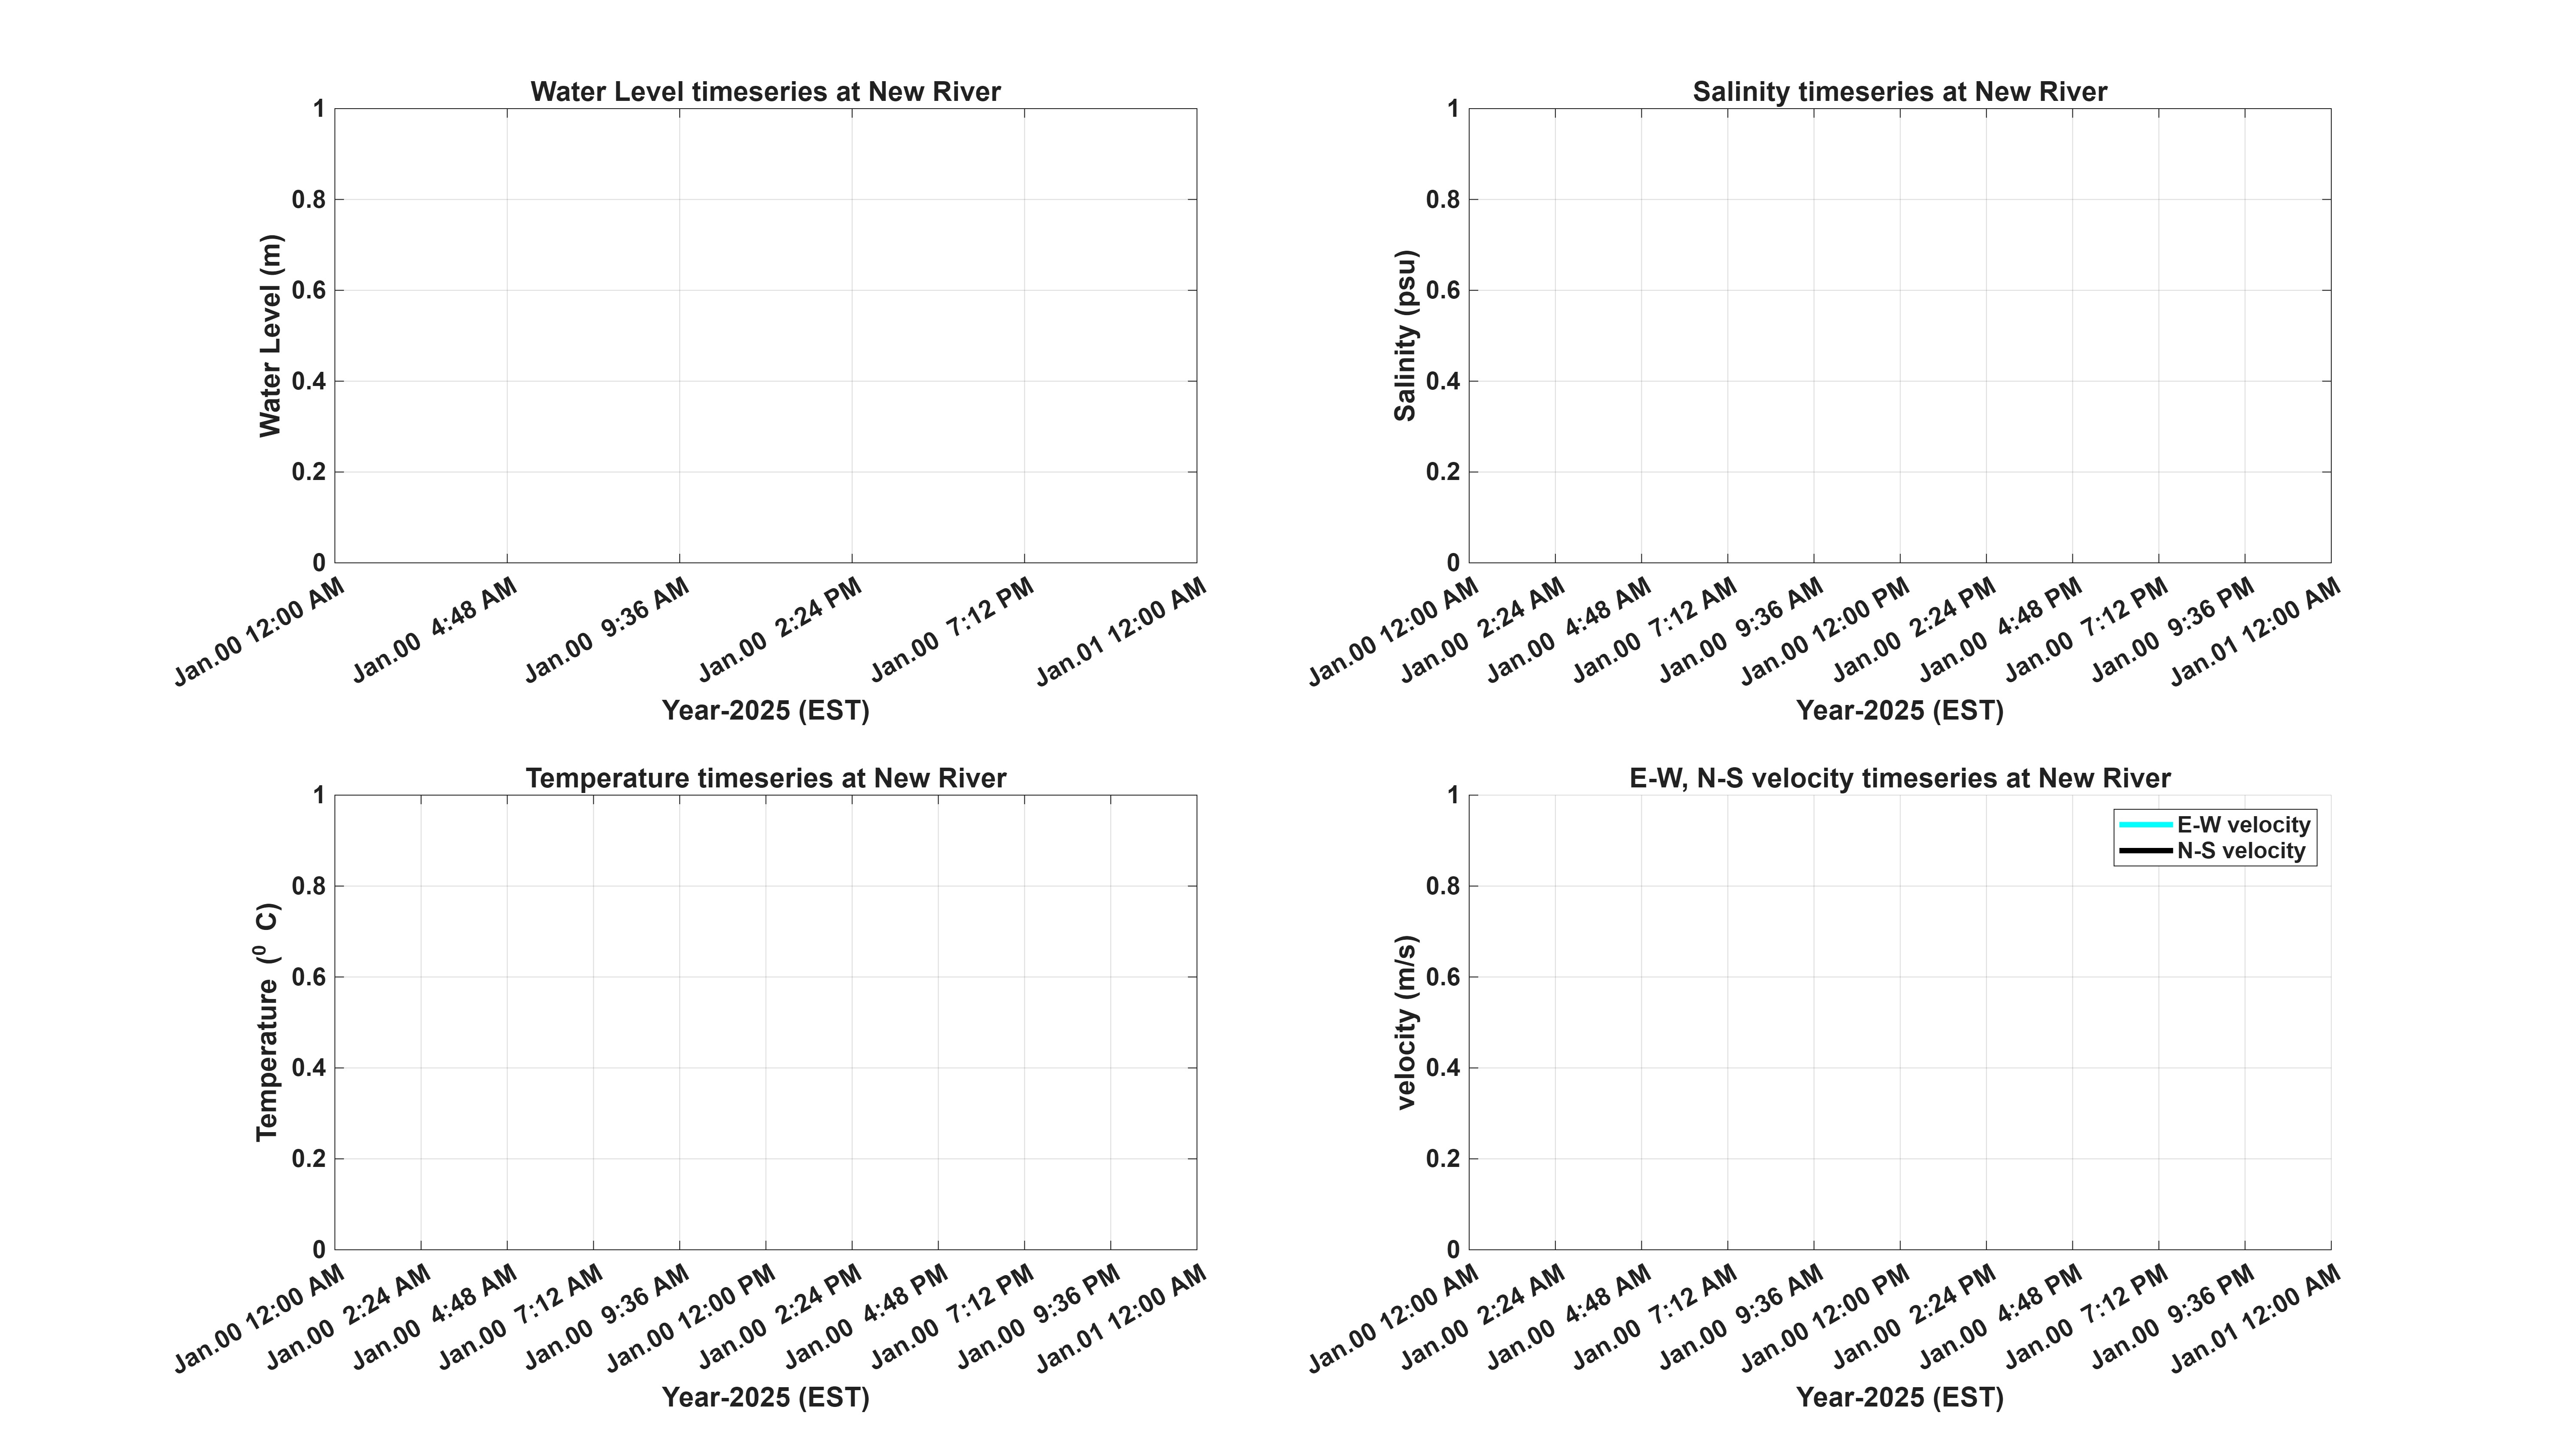 Water Level timeseries at New River
Water Level (m)
1
0.8
0.6
0.4
0.2
0
Jan.00 12:00 AM
Jan.00  4:48 AM
Jan.00  9:36 AM
Jan.00  2:24 PM
Jan.00  7:12 PM
Jan.01 12:00 AM
Year-2025 (EST)
Salinity timeseries at New River
Salinity (psu)
1
0.8
0.6
0.4
0.2
0
Jan.00 12:00 AM
Jan.00  2:24 AM
Jan.00  4:48 AM
Jan.00  7:12 AM
Jan.00  9:36 AM
Jan.00 12:00 PM
Jan.00  2:24 PM
Jan.00  4:48 PM
Jan.00  7:12 PM
Jan.00  9:36 PM
Jan.01 12:00 AM
Year-2025 (EST)
Temperature timeseries at New River
Temperature  (⁰ C)
1
0.8
0.6
0.4
0.2
0
Jan.00 12:00 AM
Jan.00  2:24 AM
Jan.00  4:48 AM
Jan.00  7:12 AM
Jan.00  9:36 AM
Jan.00 12:00 PM
Jan.00  2:24 PM
Jan.00  4:48 PM
Jan.00  7:12 PM
Jan.00  9:36 PM
Jan.01 12:00 AM
Year-2025 (EST)
E-W, N-S velocity timeseries at New River
velocity (m/s)
1
0.8
0.6
0.4
0.2
0
E-W velocity
N-S velocity
Jan.00 12:00 AM
Jan.00  2:24 AM
Jan.00  4:48 AM
Jan.00  7:12 AM
Jan.00  9:36 AM
Jan.00 12:00 PM
Jan.00  2:24 PM
Jan.00  4:48 PM
Jan.00  7:12 PM
Jan.00  9:36 PM
Jan.01 12:00 AM
Year-2025 (EST)